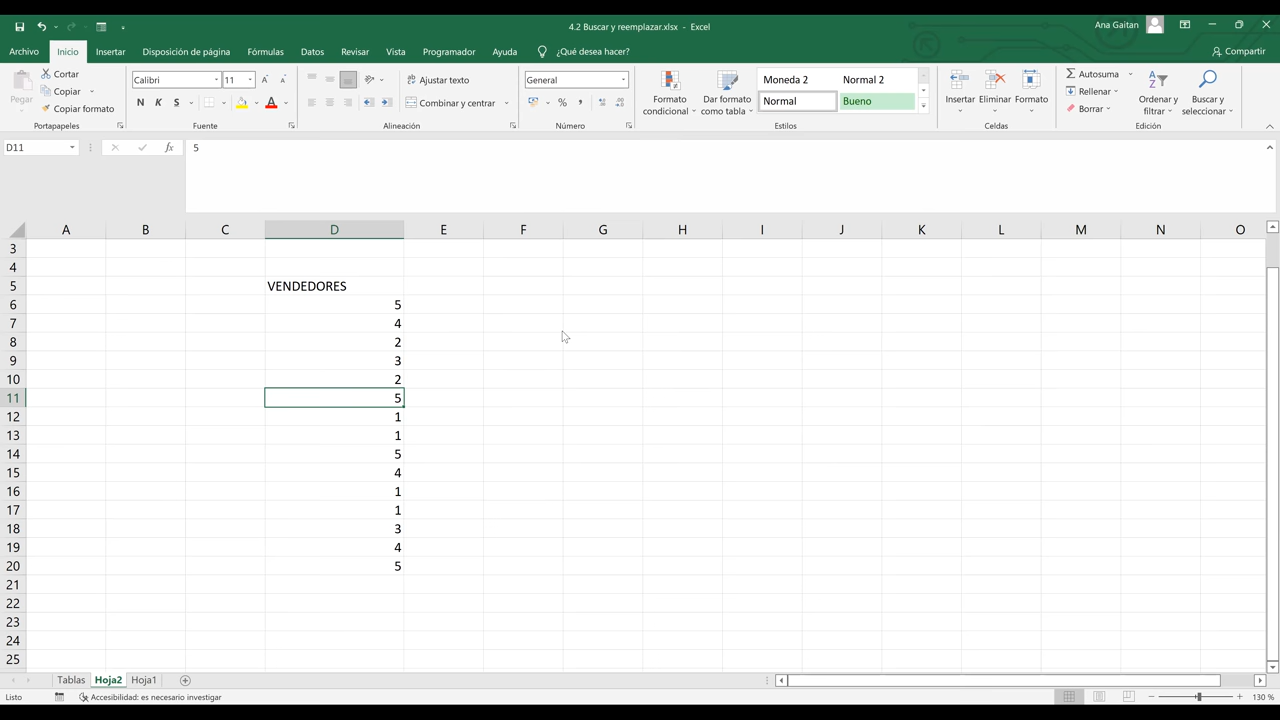 4.2 Buscar y reemplazar.xlsx - Excel
Ana Gaitan
Archivo Inicio Insertar Disposición de página Fórmulas Datos Revisar Vista Programador Ayuda ¿Qué desea hacer? Compartir
Pegar
Cortar
Copiar
Copiar formato
Portapapeles
Calibri 11
N K S
Fuente
Ajustar texto
Combinar y centrar
Alineación
General
% 000
Número
Formato condicional
Dar formato como tabla
Moneda 2 Normal 2
Normal Bueno
Estilos
Insertar Eliminar Formato
Celdas
Autosuma
Rellenar
Borrar
Ordenar y filtrar
Buscar y seleccionar
Edición
D11 fx 5
A B C D E F G H I J K L M N O
3
4
5 VENDEDORES
6 5
7 4
8 2
9 3
10 2
11 5
12 1
13 1
14 5
15 4
16 1
17 1
18 3
19 4
20 5
21
22
23
24
25
Tablas Hoja2 Hoja1
Listo Accesibilidad: es necesario investigar 130 %